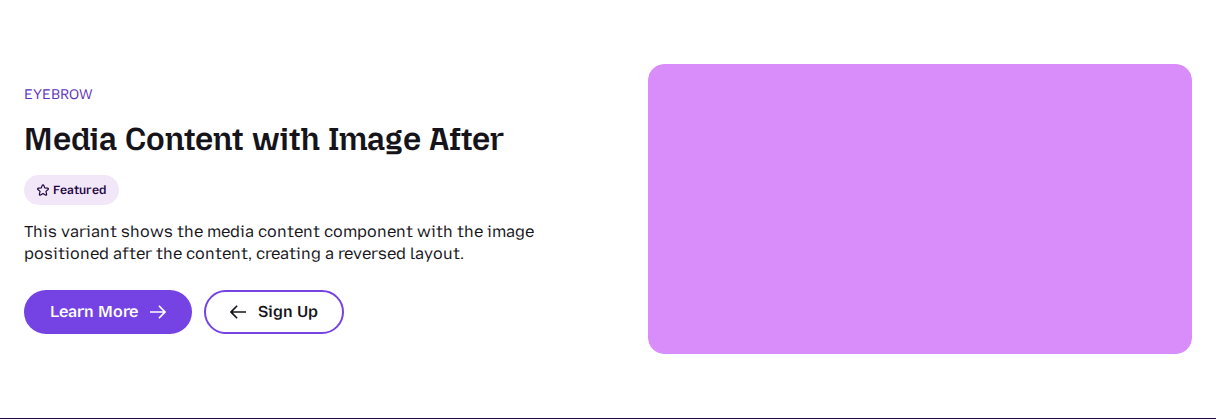 EYEBROW
Media Content with Image After
Featured
This variant shows the media content component with the image
positioned after the content, creating a reversed layout.
Learn More
Sign Up